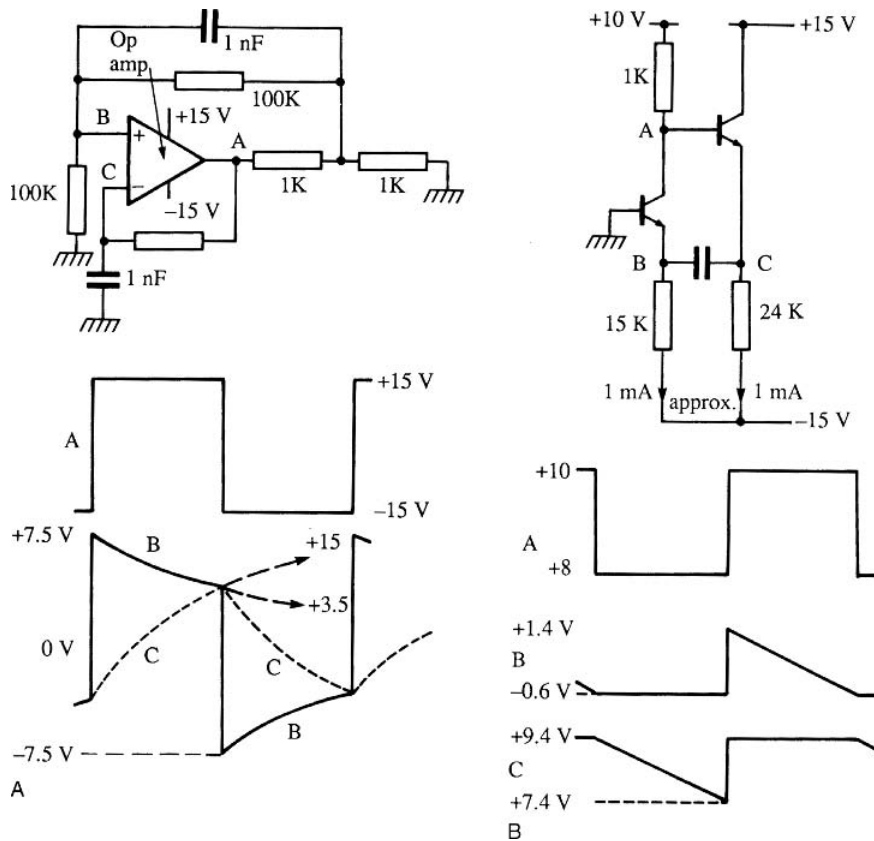 1 nF
Op
amp
100K
+15 V
B
A
+
C
–
100K
1K
1K
–15 V
1 nF
+15 V
A
–15 V
+7.5 V
B
+15
+3.5
0 V
C
C
B
–7.5 V
A
+10 V
+15 V
1K
A
B
C
15 K
24 K
1 mA
approx.
1 mA
–15 V
+10
A
+8
+1.4 V
B
–0.6 V
+9.4 V
C
+7.4 V
B